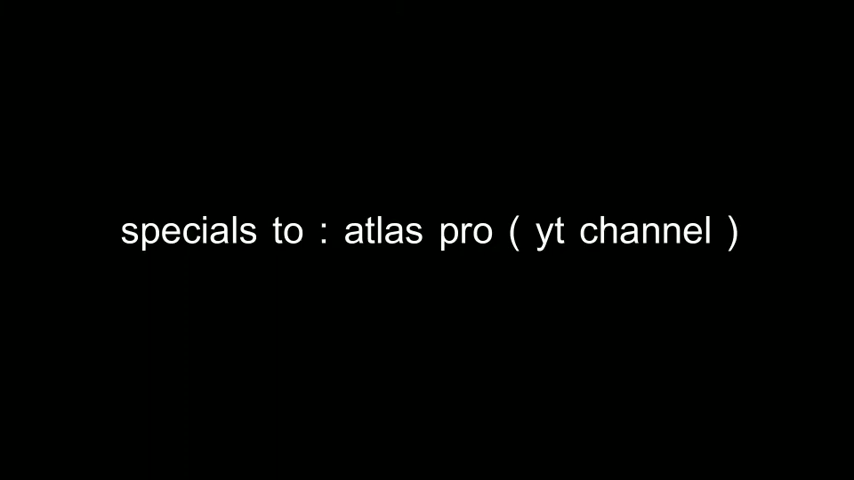 specials to : atlas pro ( yt channel )